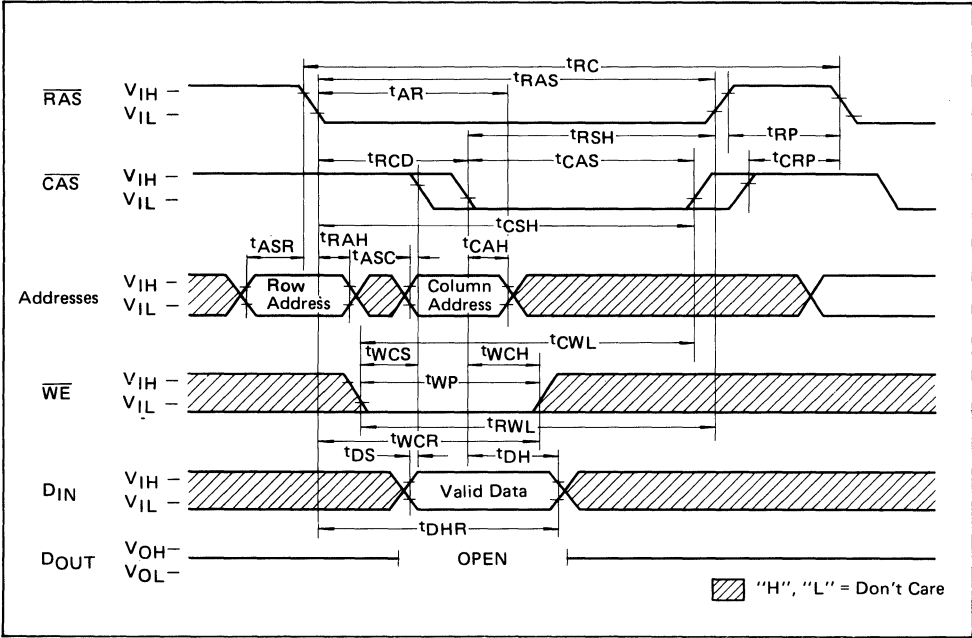 tRC
tRAS
tAR
RAS
VIH –
VIL –
tRSH
tRP
tRCD
tCAS
tCRP
CAS
VIH –
VIL –
tCSH
tASR
tRAH
tASC
tCAH
Addresses
VIH –
VIL –
Row Address
Column Address
tCWL
tWCS
tWCH
WE
VIH –
VIL –
tWP
tRWL
tWCR
tDS
tDH
DIN
VIH –
VIL –
Valid Data
tDHR
DOUT
VOH–
VOL–
OPEN
"H", "L" = Don't Care